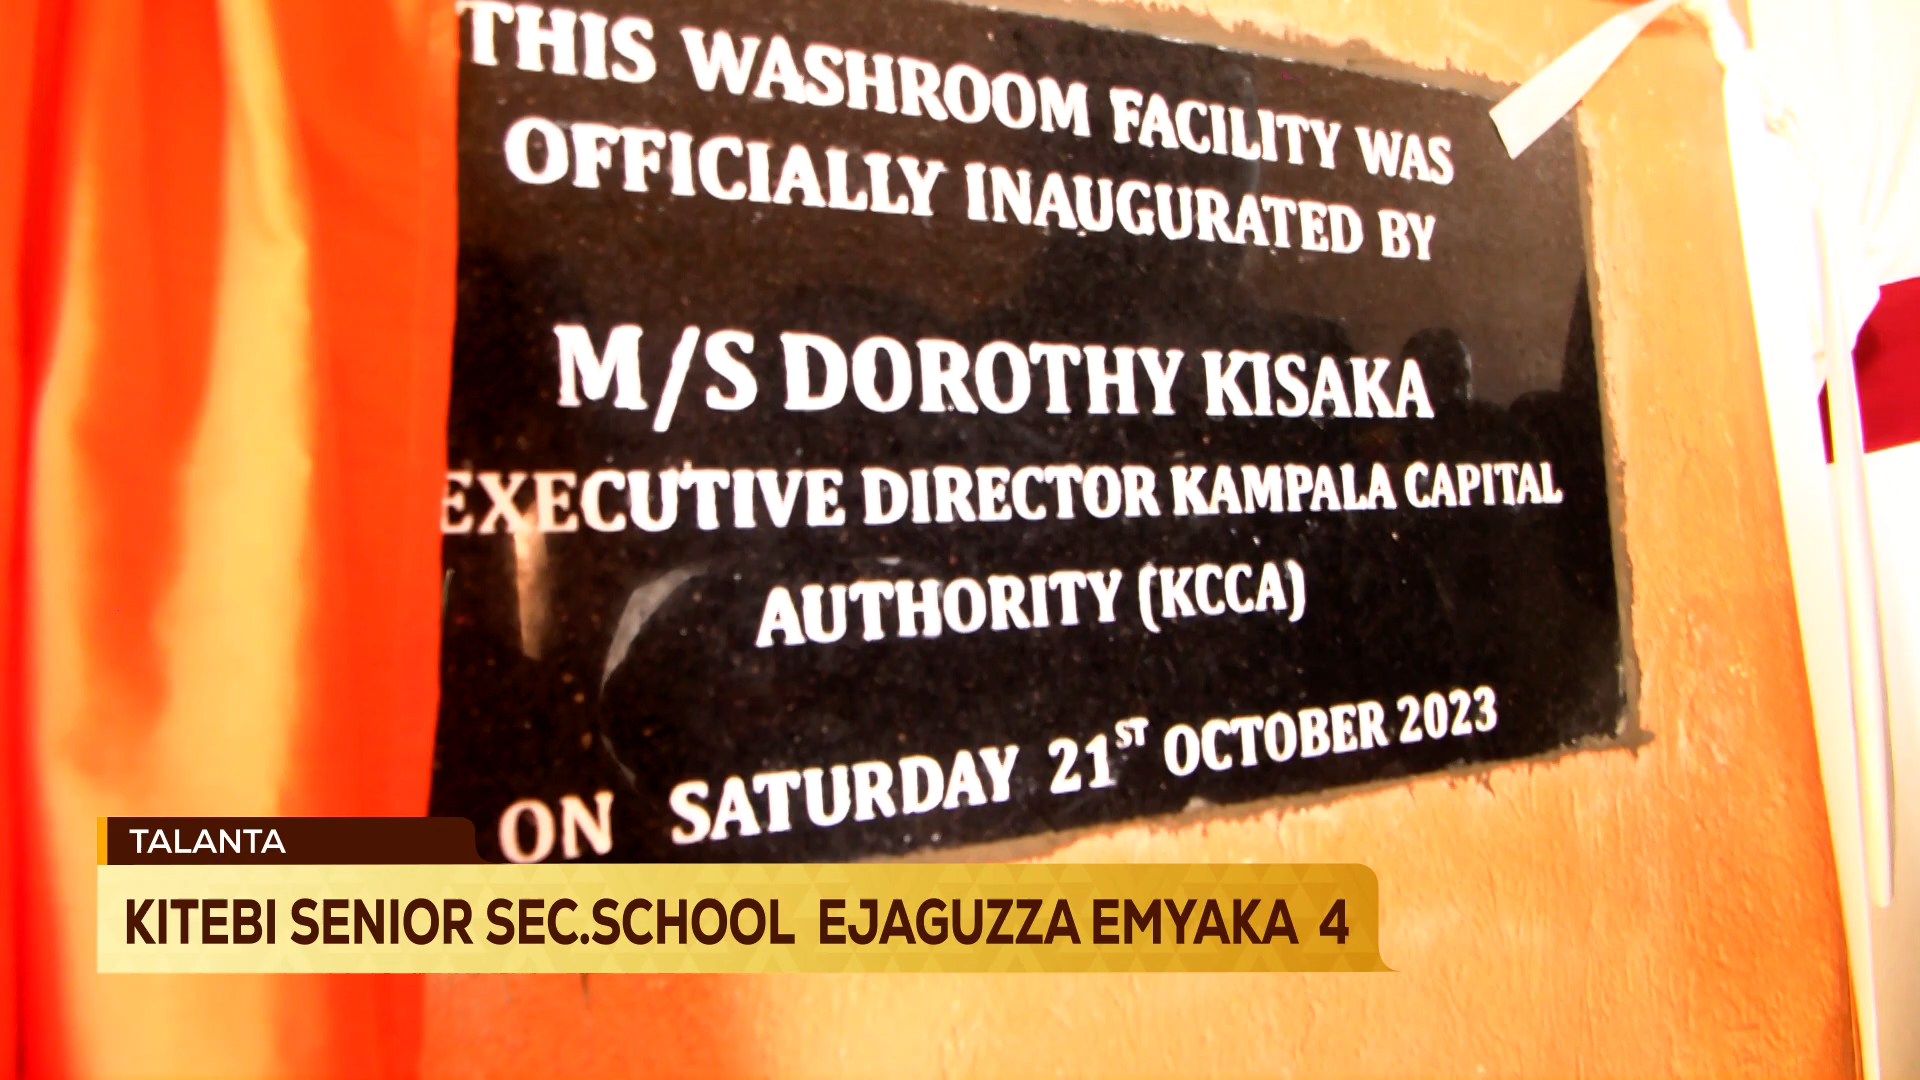 THIS WASHROOM FACILITY WAS
OFFICIALLY INAUGURATED BY
M/S DOROTHY KISAKA
EXECUTIVE DIRECTOR KAMPALA CAPITAL
AUTHORITY (KCCA)
ON SATURDAY 21ST OCTOBER 2023
TALANTA
KITEBI SENIOR SEC.SCHOOL EJAGUZZA EMYAKA 4